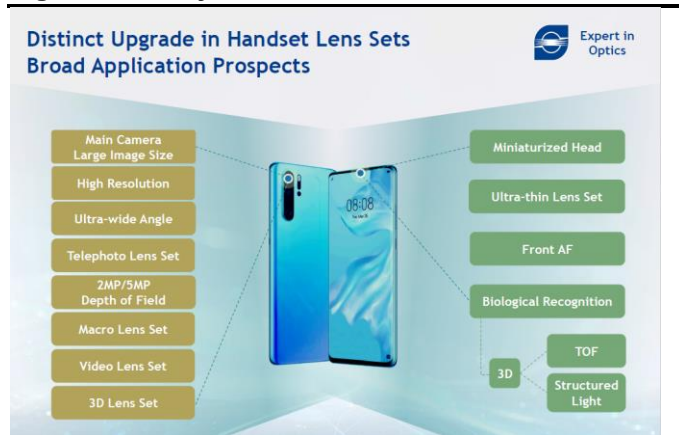 Distinct Upgrade in Handset Lens Sets
Broad Application Prospects
Expert in
Optics
Main Camera
Large Image Size
High Resolution
Ultra-wide Angle
Telephoto Lens Set
2MP/5MP
Depth of Field
Macro Lens Set
Video Lens Set
3D Lens Set
08:08
Miniaturized Head
Ultra-thin Lens Set
Front AF
Biological Recognition
3D
TOF
Structured
Light